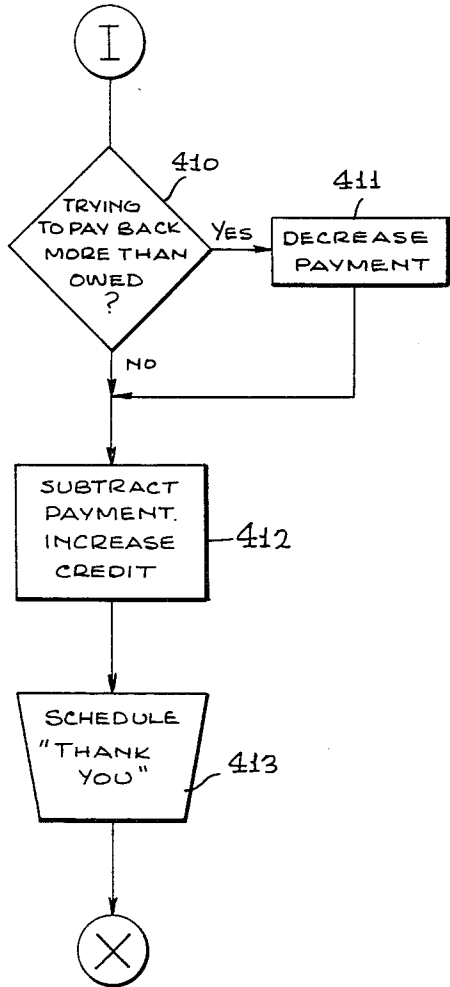 I
410
TRYING
TO PAY BACK
MORE THAN
OWED
?
YES
411
DECREASE
PAYMENT
NO
SUBTRACT
PAYMENT.
INCREASE
CREDIT
412
SCHEDULE
"THANK
YOU"
413
X